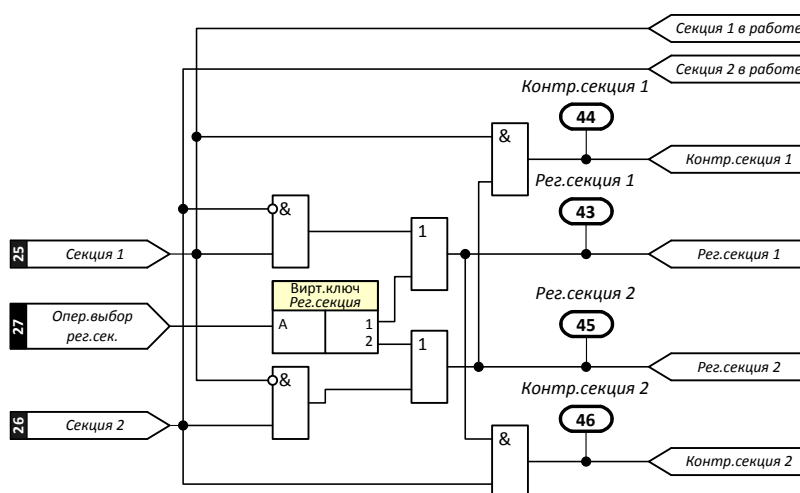 Секция 1 в работе
Секция 2 в работе
Контр.секция 1
44
&
Контр.секция 1
Рег.секция 1
&
43
1
25
Секция 1
Рег.секция 1
Вирт.ключ
Рег.секция
Рег.секция 2
27
Опер.выбор
рег.сек.
A
1
2
45
1
Рег.секция 2
&
Контр.секция 2
26
Секция 2
46
&
Контр.секция 2